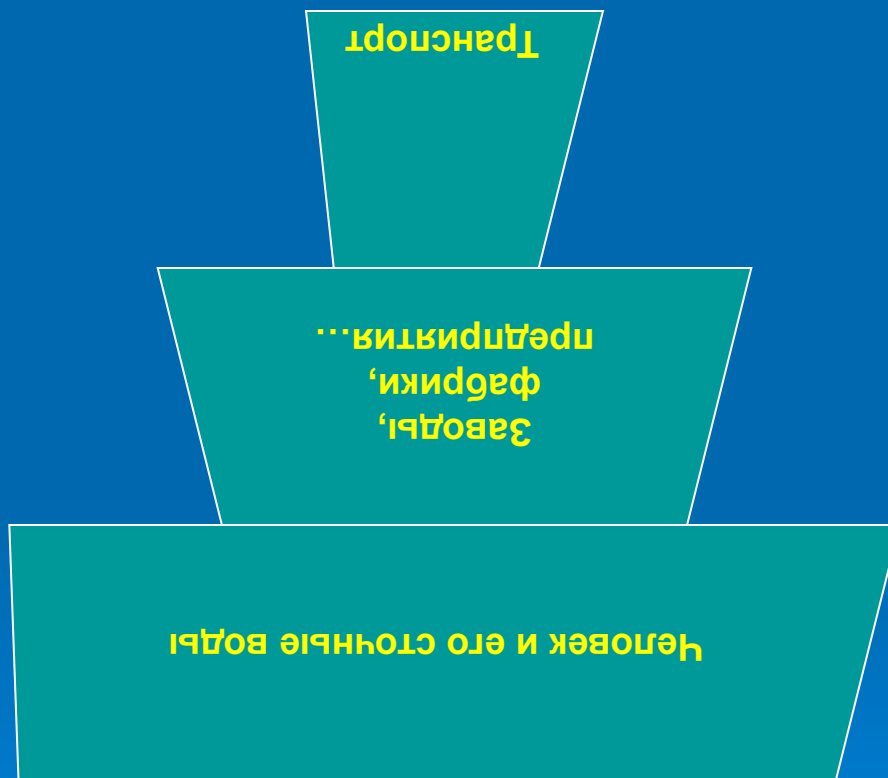 Человек и его сточные воды
Заводы,
фабрики,
предприятия…
Транспорт